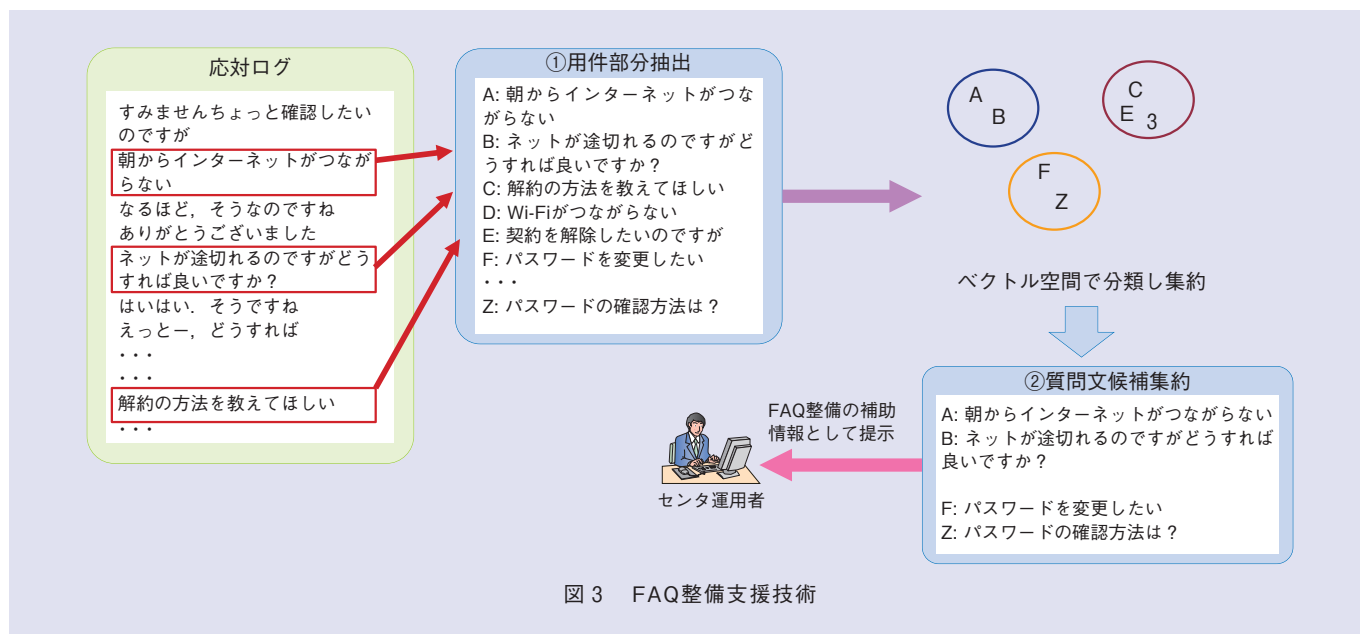 応対ログ
すみませんちょっと確認したい
のですが
朝からインターネットがつなが
らない
なるほど，そうなのですね
ありがとうございました
ネットが途切れるのですがどう
すれば良いですか？
はいはい．そうですね
えっとー，どうすれば
・・・
・・・
解約の方法を教えてほしい
・・・
①用件部分抽出
A: 朝からインターネットがつな
がらない
B: ネットが途切れるのですがど
うすれば良いですか？
C: 解約の方法を教えてほしい
D: Wi-Fiがつながらない
E: 契約を解除したいのですが
F: パスワードを変更したい
・・・
Z: パスワードの確認方法は？
A
B
C
E 3
F
Z
ベクトル空間で分類し集約
②質問文候補集約
A: 朝からインターネットがつながらない
B: ネットが途切れるのですがどうすれば
良いですか？
F: パスワードを変更したい
Z: パスワードの確認方法は？
FAQ整備の補助
情報として提示
センタ運用者
図3　FAQ整備支援技術